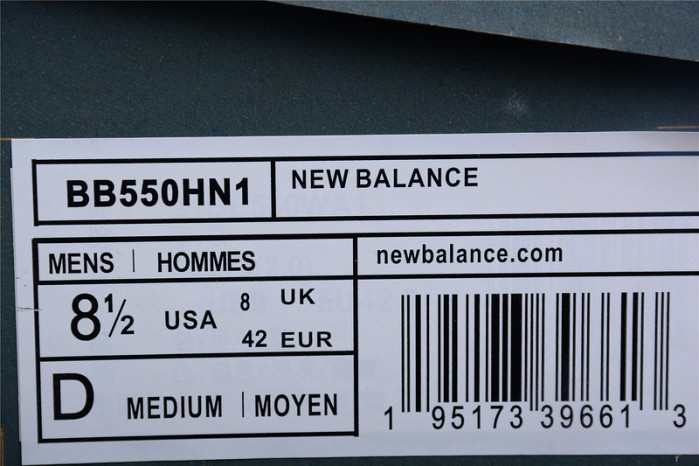 BB550HN1 NEW BALANCE
MENS | HOMMES newbalance.com
8½ USA 8 UK
42 EUR
D MEDIUM | MOYEN
1 95173 39661 3